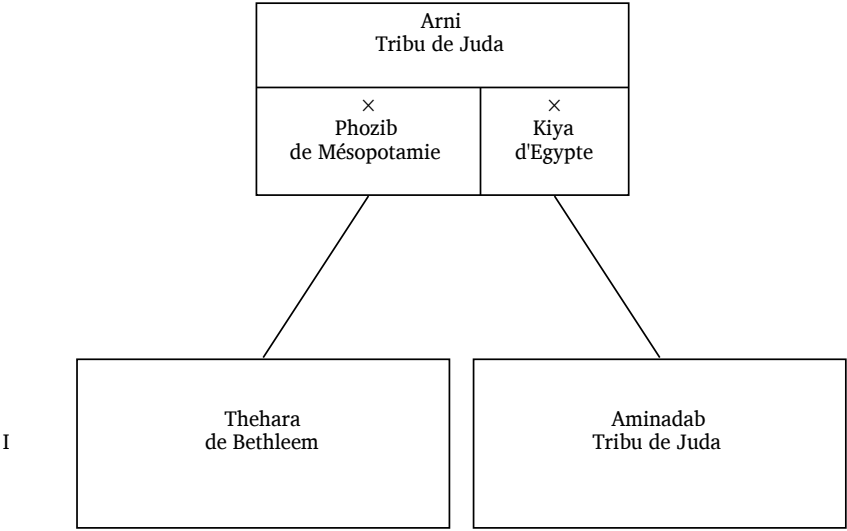 Arni
Tribu de Juda
×
Phozib
de Mésopotamie
×
Kiya
d'Egypte
I
Thehara
de Bethleem
Aminadab
Tribu de Juda